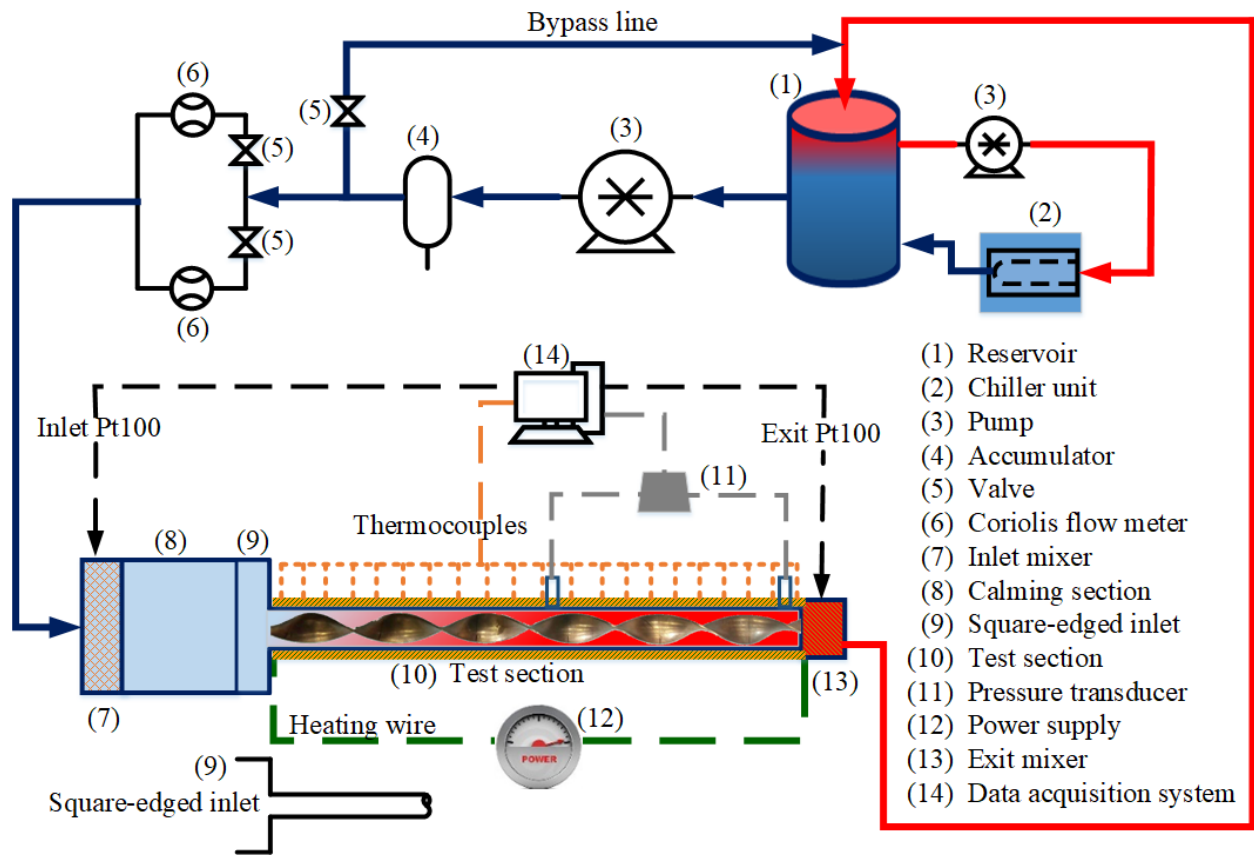 Bypass line
(6)
(1)
(3)
(5)
(4)
(3)
(5)
(5)
(2)
(6)
(14)
Inlet Pt100
Exit Pt100
(11)
Thermocouples
(8)
(9)
(10) Test section
(13)
(7)
Heating wire
(12)
POWER
(9)
Square-edged inlet
(1) Reservoir
(2) Chiller unit
(3) Pump
(4) Accumulator
(5) Valve
(6) Coriolis flow meter
(7) Inlet mixer
(8) Calming section
(9) Square-edged inlet
(10) Test section
(11) Pressure transducer
(12) Power supply
(13) Exit mixer
(14) Data acquisition system